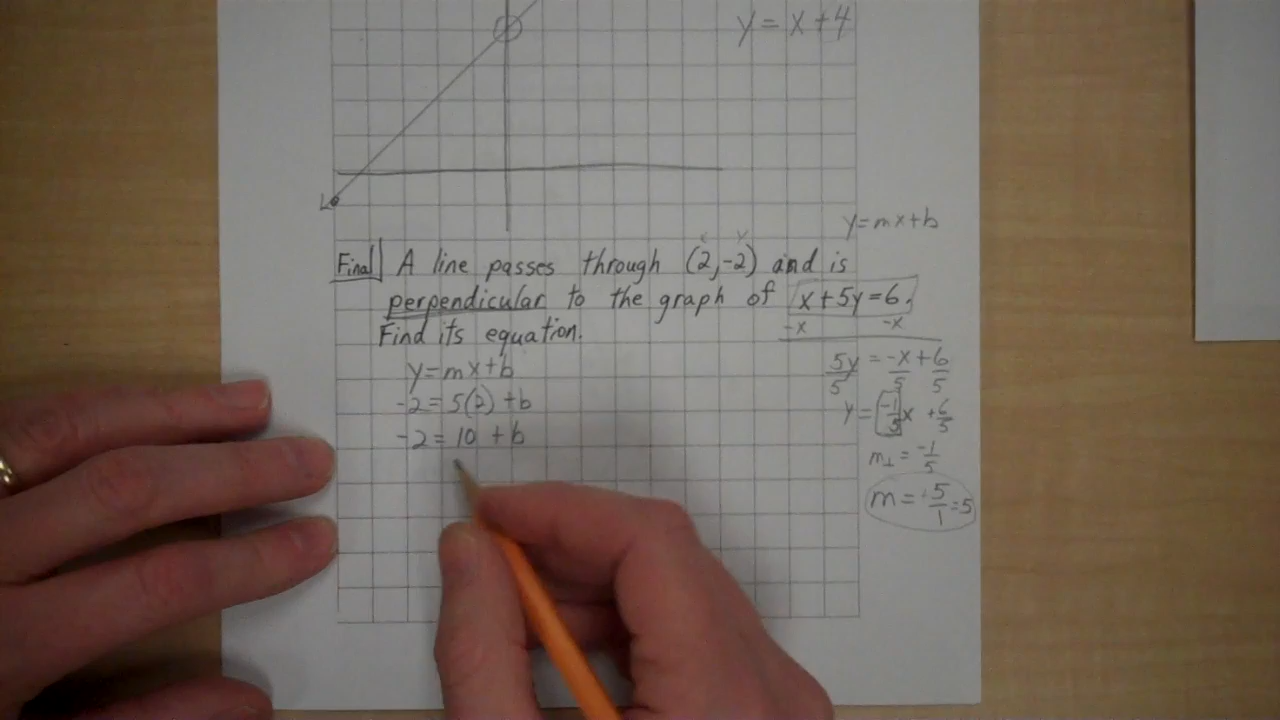 y = x + 4
y = mx + b
x y
Final A line passes through (2, -2) and is
perpendicular to the graph of x + 5y = 6.
-x -x
Find its equation.
y = mx + b
-2 = 5(2) + b
-2 = 10 + b
5y/5 = -x/5 + 6/5
y = -1/5 x + 6/5
m⊥ = -1/5
m = +5/1 = 5